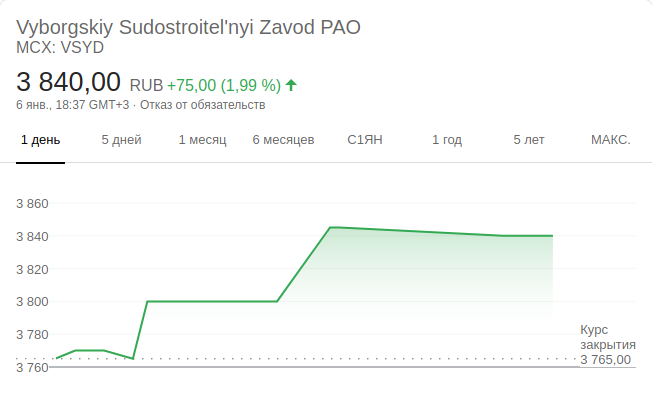 Vyborgskiy Sudostroitel'nyi Zavod PAO
MCX: VSYD
3 840,00 RUB +75,00 (1,99 %)
6 янв., 18:37 GMT+3 · Отказ от обязательств
1 день 5 дней 1 месяц 6 месяцев С1ЯН 1 год 5 лет МАКС.
3 860
3 840
3 820
3 800
3 780
3 760
Курс
закрытия
3 765,00